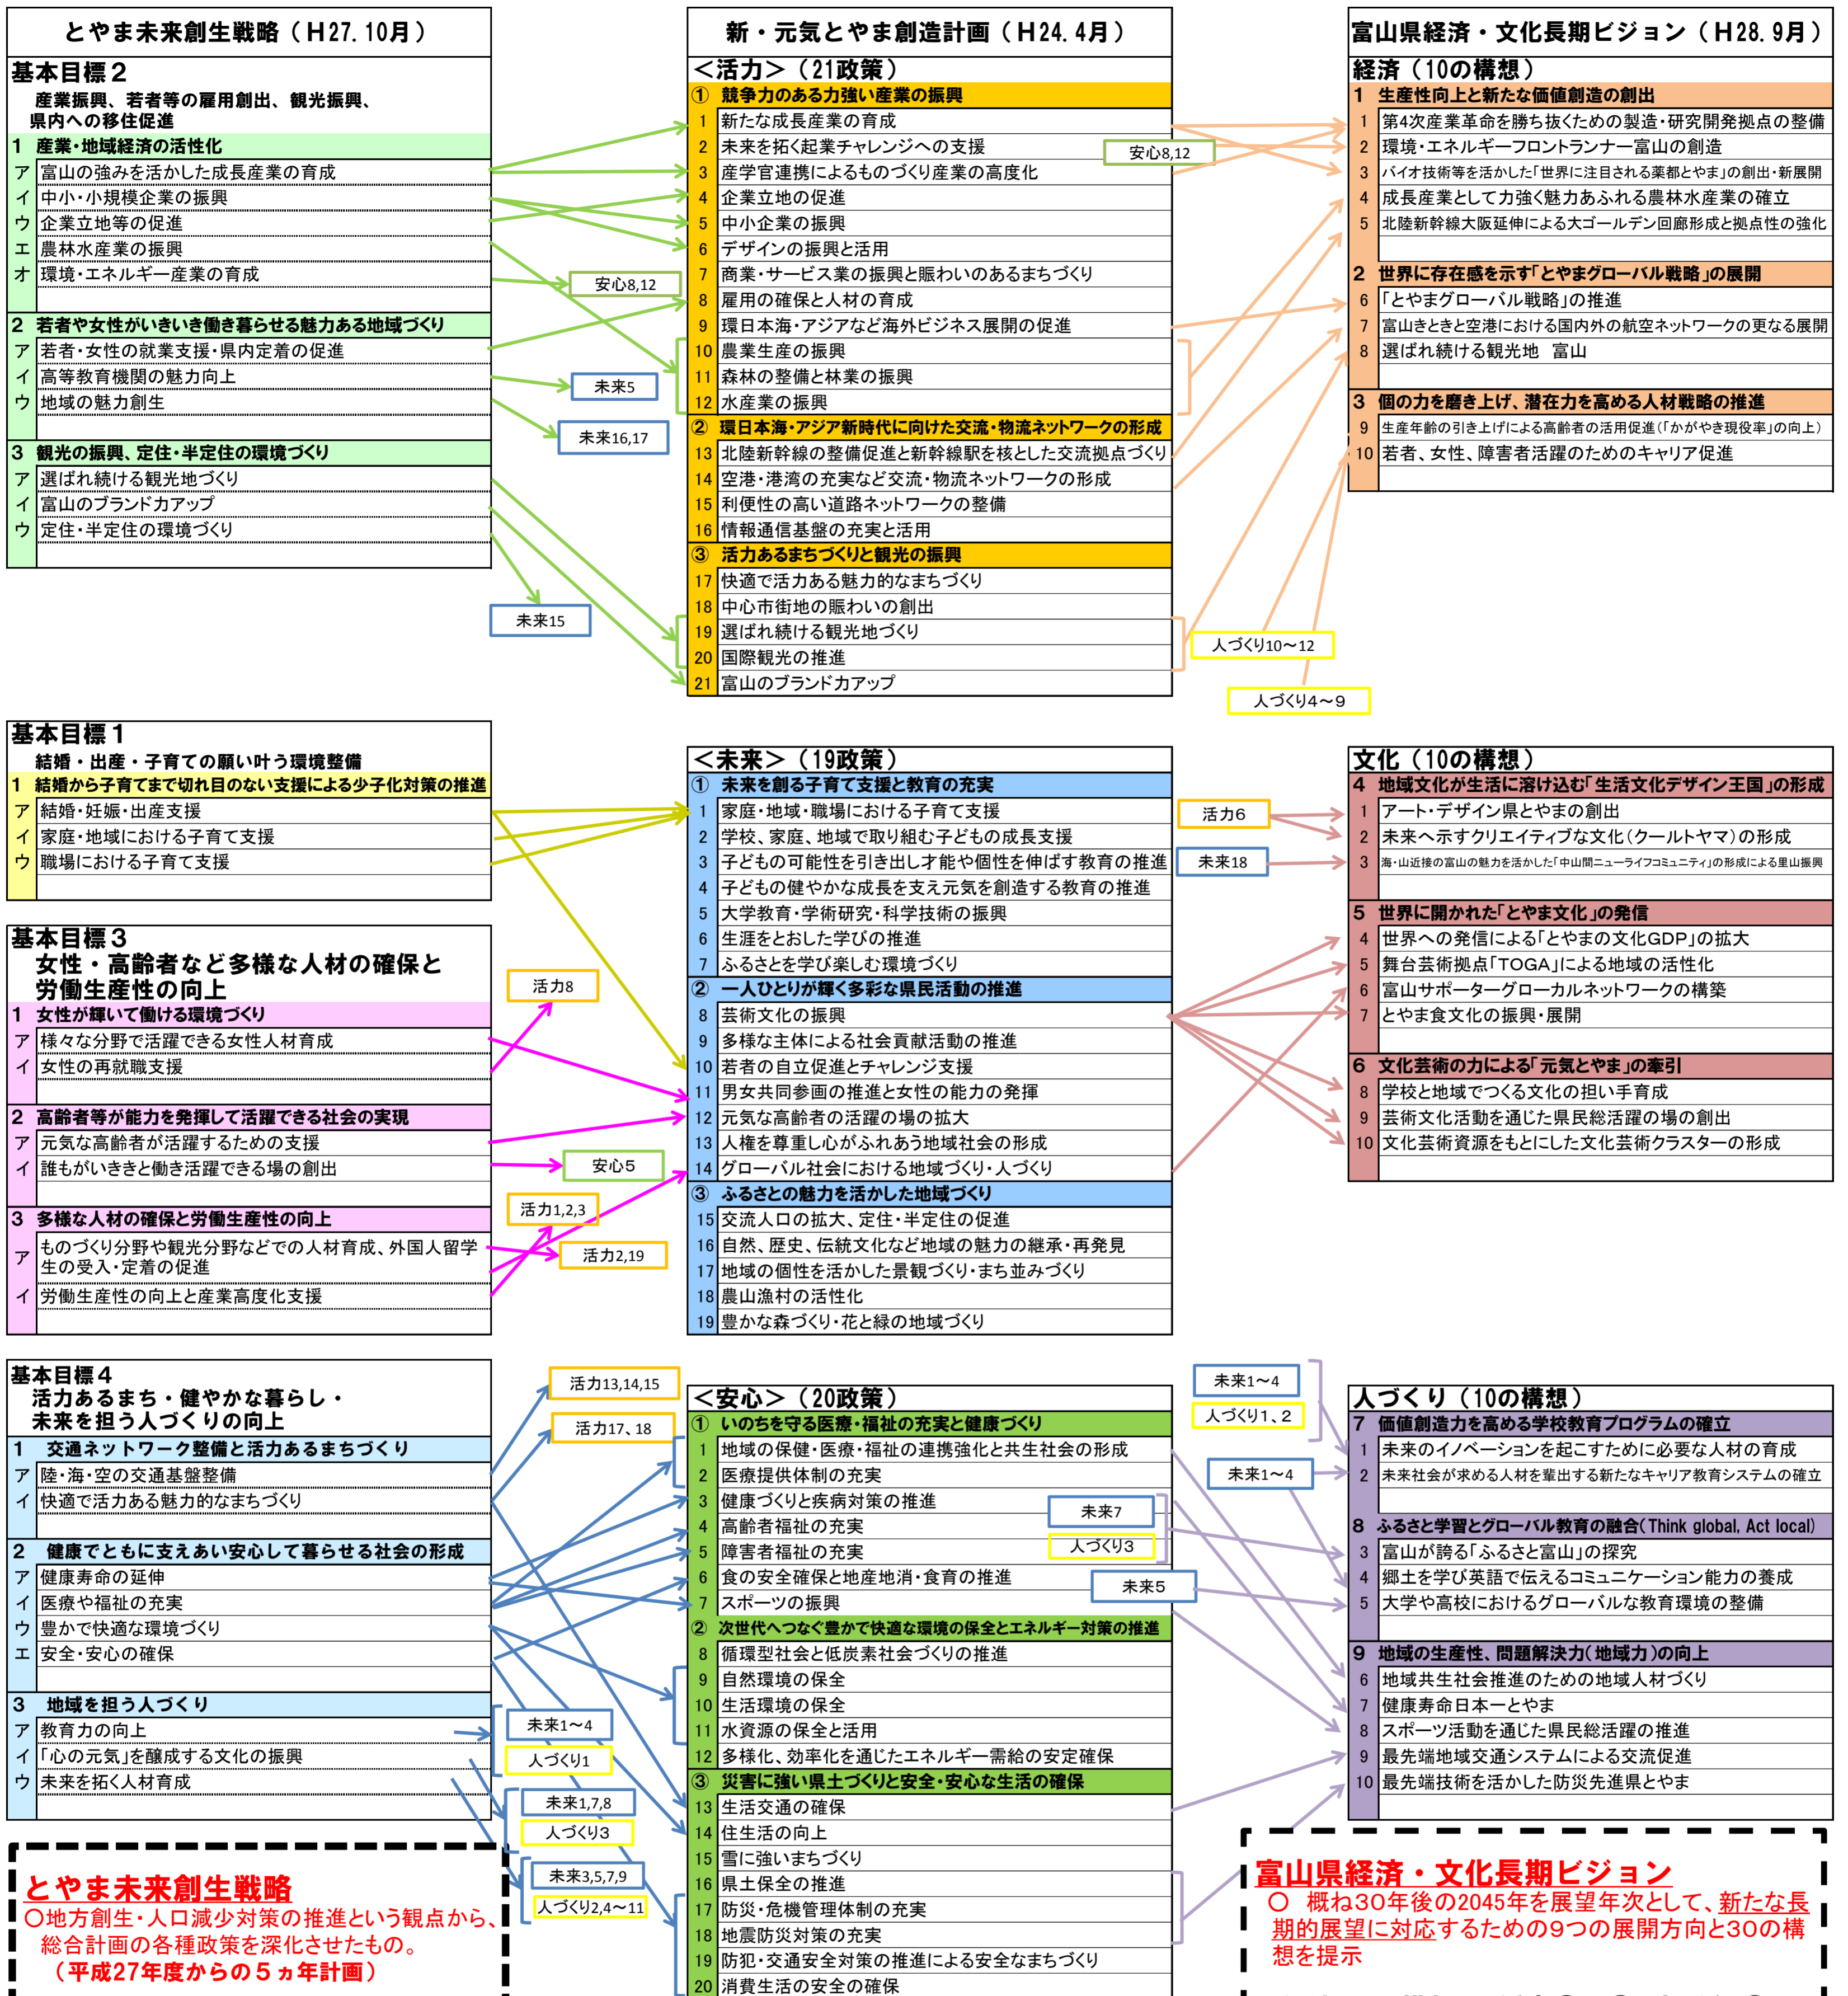 とやま未来創生戦略（Ｈ27.10月）
基本目標２
産業振興、若者等の雇用創出、観光振興、
県内への移住促進
1 産業・地域経済の活性化
ア 富山の強みを活かした成長産業の育成
イ 中小・小規模企業の振興
ウ 企業立地等の促進
エ 農林水産業の振興
オ 環境・エネルギー産業の育成
2 若者や女性がいきいき働き暮らせる魅力ある地域づくり
ア 若者・女性の就業支援・県内定着の促進
イ 高等教育機関の魅力向上
ウ 地域の魅力創生
3 観光の振興、定住・半定住の環境づくり
ア 選ばれ続ける観光地づくり
イ 富山のブランド力アップ
ウ 定住・半定住の環境づくり
安心8,12
未来5
未来16,17
未来15
新・元気とやま創造計画（Ｈ24.4月）
＜活力＞（21政策）
① 競争力のある力強い産業の振興
1 新たな成長産業の育成
2 未来を拓く起業チャレンジへの支援
3 産学官連携によるものづくり産業の高度化
4 企業立地の促進
5 中小企業の振興
6 デザインの振興と活用
7 商業・サービス業の振興と賑わいのあるまちづくり
8 雇用の確保と人材の育成
9 環日本海・アジアなど海外ビジネス展開の促進
10 農業生産の振興
11 森林の整備と林業の振興
12 水産業の振興
② 環日本海・アジア新時代に向けた交流・物流ネットワークの形成
13 北陸新幹線の整備促進と新幹線駅を核とした交流拠点づくり
14 空港・港湾の充実など交流・物流ネットワークの形成
15 利便性の高い道路ネットワークの整備
16 情報通信基盤の充実と活用
③ 活力あるまちづくりと観光の振興
17 快適で活力ある魅力的なまちづくり
18 中心市街地の賑わいの創出
19 選ばれ続ける観光地づくり
20 国際観光の推進
21 富山のブランド力アップ
安心8,12
人づくり10～12
人づくり4～９
富山県経済・文化長期ビジョン（Ｈ28.9月）
経済（10の構想）
1 生産性向上と新たな価値創造の創出
1 第4次産業革命を勝ち抜くための製造・研究開発拠点の整備
2 環境・エネルギーフロントランナー富山の創造
3 バイオ技術等を活かした「世界に注目される薬都とやま」の創出・新展開
4 成長産業として力強く魅力あふれる農林水産業の確立
5 北陸新幹線大阪延伸による大ゴールデン回廊形成と拠点性の強化
2 世界に存在感を示す「とやまグローバル戦略」の展開
6 「とやまグローバル戦略」の推進
7 富山きときと空港における国内外の航空ネットワークの更なる展開
8 選ばれ続ける観光地　富山
3 個の力を磨き上げ、潜在力を高める人材戦略の推進
9 生産年齢の引き上げによる高齢者の活用促進（「かがやき現役率」の向上）
10 若者、女性、障害者活躍のためのキャリア促進
基本目標１
結婚・出産・子育ての願い叶う環境整備
1 結婚から子育てまで切れ目のない支援による少子化対策の推進
ア 結婚・妊娠・出産支援
イ 家庭・地域における子育て支援
ウ 職場における子育て支援
基本目標３
女性・高齢者など多様な人材の確保と
労働生産性の向上
1 女性が輝いて働ける環境づくり
ア 様々な分野で活躍できる女性人材育成
イ 女性の再就職支援
2 高齢者等が能力を発揮して活躍できる社会の実現
ア 元気な高齢者が活躍するための支援
イ 誰もがいききと働き活躍できる場の創出
3 多様な人材の確保と労働生産性の向上
ア ものづくり分野や観光分野などでの人材育成、外国人留学
生の受入・定着の促進
イ 労働生産性の向上と産業高度化支援
活力8
安心５
活力1,2,3
活力2,19
＜未来＞（19政策）
① 未来を創る子育て支援と教育の充実
1 家庭・地域・職場における子育て支援
2 学校、家庭、地域で取り組む子どもの成長支援
3 子どもの可能性を引き出し才能や個性を伸ばす教育の推進
4 子どもの健やかな成長を支え元気を創造する教育の推進
5 大学教育・学術研究・科学技術の振興
6 生涯をとおした学びの推進
7 ふるさとを学び楽しむ環境づくり
② 一人ひとりが輝く多彩な県民活動の推進
8 芸術文化の振興
9 多様な主体による社会貢献活動の推進
10 若者の自立促進とチャレンジ支援
11 男女共同参画の推進と女性の能力の発揮
12 元気な高齢者の活躍の場の拡大
13 人権を尊重し心がふれあう地域社会の形成
14 グローバル社会における地域づくり・人づくり
③ ふるさとの魅力を活かした地域づくり
15 交流人口の拡大、定住・半定住の促進
16 自然、歴史、伝統文化など地域の魅力の継承・再発見
17 地域の個性を活かした景観づくり・まち並みづくり
18 農山漁村の活性化
19 豊かな森づくり・花と緑の地域づくり
活力６
未来18
文化（10の構想）
4 地域文化が生活に溶け込む「生活文化デザイン王国」の形成
1 アート・デザイン県とやまの創出
2 未来へ示すクリエイティブな文化（クールトヤマ）の形成
3 海・山近接の富山の魅力を活かした「中山間ニューライフコミュニティ」の形成による里山振興
5 世界に開かれた「とやま文化」の発信
4 世界への発信による「とやまの文化GDP」の拡大
5 舞台芸術拠点「TOGA」による地域の活性化
6 富山サポーターグローカルネットワークの構築
7 とやま食文化の振興・展開
6 文化芸術の力による「元気とやま」の牽引
8 学校と地域でつくる文化の担い手育成
9 芸術文化活動を通じた県民総活躍の場の創出
10 文化芸術資源をもとにした文化芸術クラスターの形成
基本目標４
活力あるまち・健やかな暮らし・
未来を担う人づくりの向上
1 交通ネットワーク整備と活力あるまちづくり
ア 陸・海・空の交通基盤整備
イ 快適で活力ある魅力的なまちづくり
2 健康でともに支えあい安心して暮らせる社会の形成
ア 健康寿命の延伸
イ 医療や福祉の充実
ウ 豊かで快適な環境づくり
エ 安全・安心の確保
3 地域を担う人づくり
ア 教育力の向上
イ 「心の元気」を醸成する文化の振興
ウ 未来を拓く人材育成
活力13,14,15
活力17、18
未来1～4
人づくり1
未来1,7,8
人づくり３
未来3,5,7,9
人づくり2,4～11
＜安心＞（20政策）
① いのちを守る医療・福祉の充実と健康づくり
1 地域の保健・医療・福祉の連携強化と共生社会の形成
2 医療提供体制の充実
3 健康づくりと疾病対策の推進
4 高齢者福祉の充実
5 障害者福祉の充実
6 食の安全確保と地産地消・食育の推進
7 スポーツの振興
② 次世代へつなぐ豊かで快適な環境の保全とエネルギー対策の推進
8 循環型社会と低炭素社会づくりの推進
9 自然環境の保全
10 生活環境の保全
11 水資源の保全と活用
12 多様化、効率化を通じたエネルギー需給の安定確保
③ 災害に強い県土づくりと安全・安心な生活の確保
13 生活交通の確保
14 住生活の向上
15 雪に強いまちづくり
16 県土保全の推進
17 防災・危機管理体制の充実
18 地震防災対策の充実
19 防犯・交通安全対策の推進による安全なまちづくり
20 消費生活の安全の確保
未来1～4
人づくり１、２
未来1～4
未来7
人づくり3
未来5
人づくり（10の構想）
7 価値創造力を高める学校教育プログラムの確立
1 未来のイノベーションを起こすために必要な人材の育成
2 未来社会が求める人材を輩出する新たなキャリア教育システムの確立
8 ふるさと学習とグローバル教育の融合（Think global, Act local）
3 富山が誇る「ふるさと富山」の探究
4 郷土を学び英語で伝えるコミュニケーション能力の養成
5 大学や高校におけるグローバルな教育環境の整備
9 地域の生産性、問題解決力（地域力）の向上
6 地域共生社会推進のための地域人材づくり
7 健康寿命日本一とやま
8 スポーツ活動を通じた県民総活躍の推進
9 最先端地域交通システムによる交流促進
10 最先端技術を活かした防災先進県とやま
とやま未来創生戦略
○地方創生・人口減少対策の推進という観点から、
総合計画の各種政策を深化させたもの。
（平成27年度からの５ヵ年計画）
富山県経済・文化長期ビジョン
○　概ね30年後の2045年を展望年次として、新たな長
期的展望に対応するための９つの展開方向と30の構
想を提示